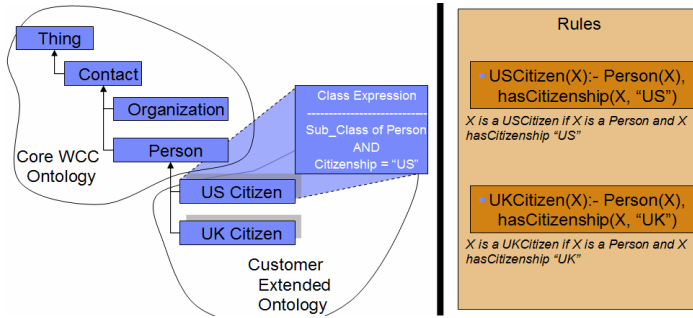 Thing
Contact
Organization
Person
Core WCC
Ontology
US Citizen
UK Citizen
Customer
Extended
Ontology
Class Expression
------------------------------
Sub_Class of Person
AND
Citizenship = “US”
Rules
USCitizen(X):- Person(X),
hasCitizenship(X, “US”)
X is a USCitizen if X is a Person and X
hasCitizenship “US”
UKCitizen(X):- Person(X),
hasCitizenship(X, “UK”)
X is a UKCitizen if X is a Person and X
hasCitizenship “UK”